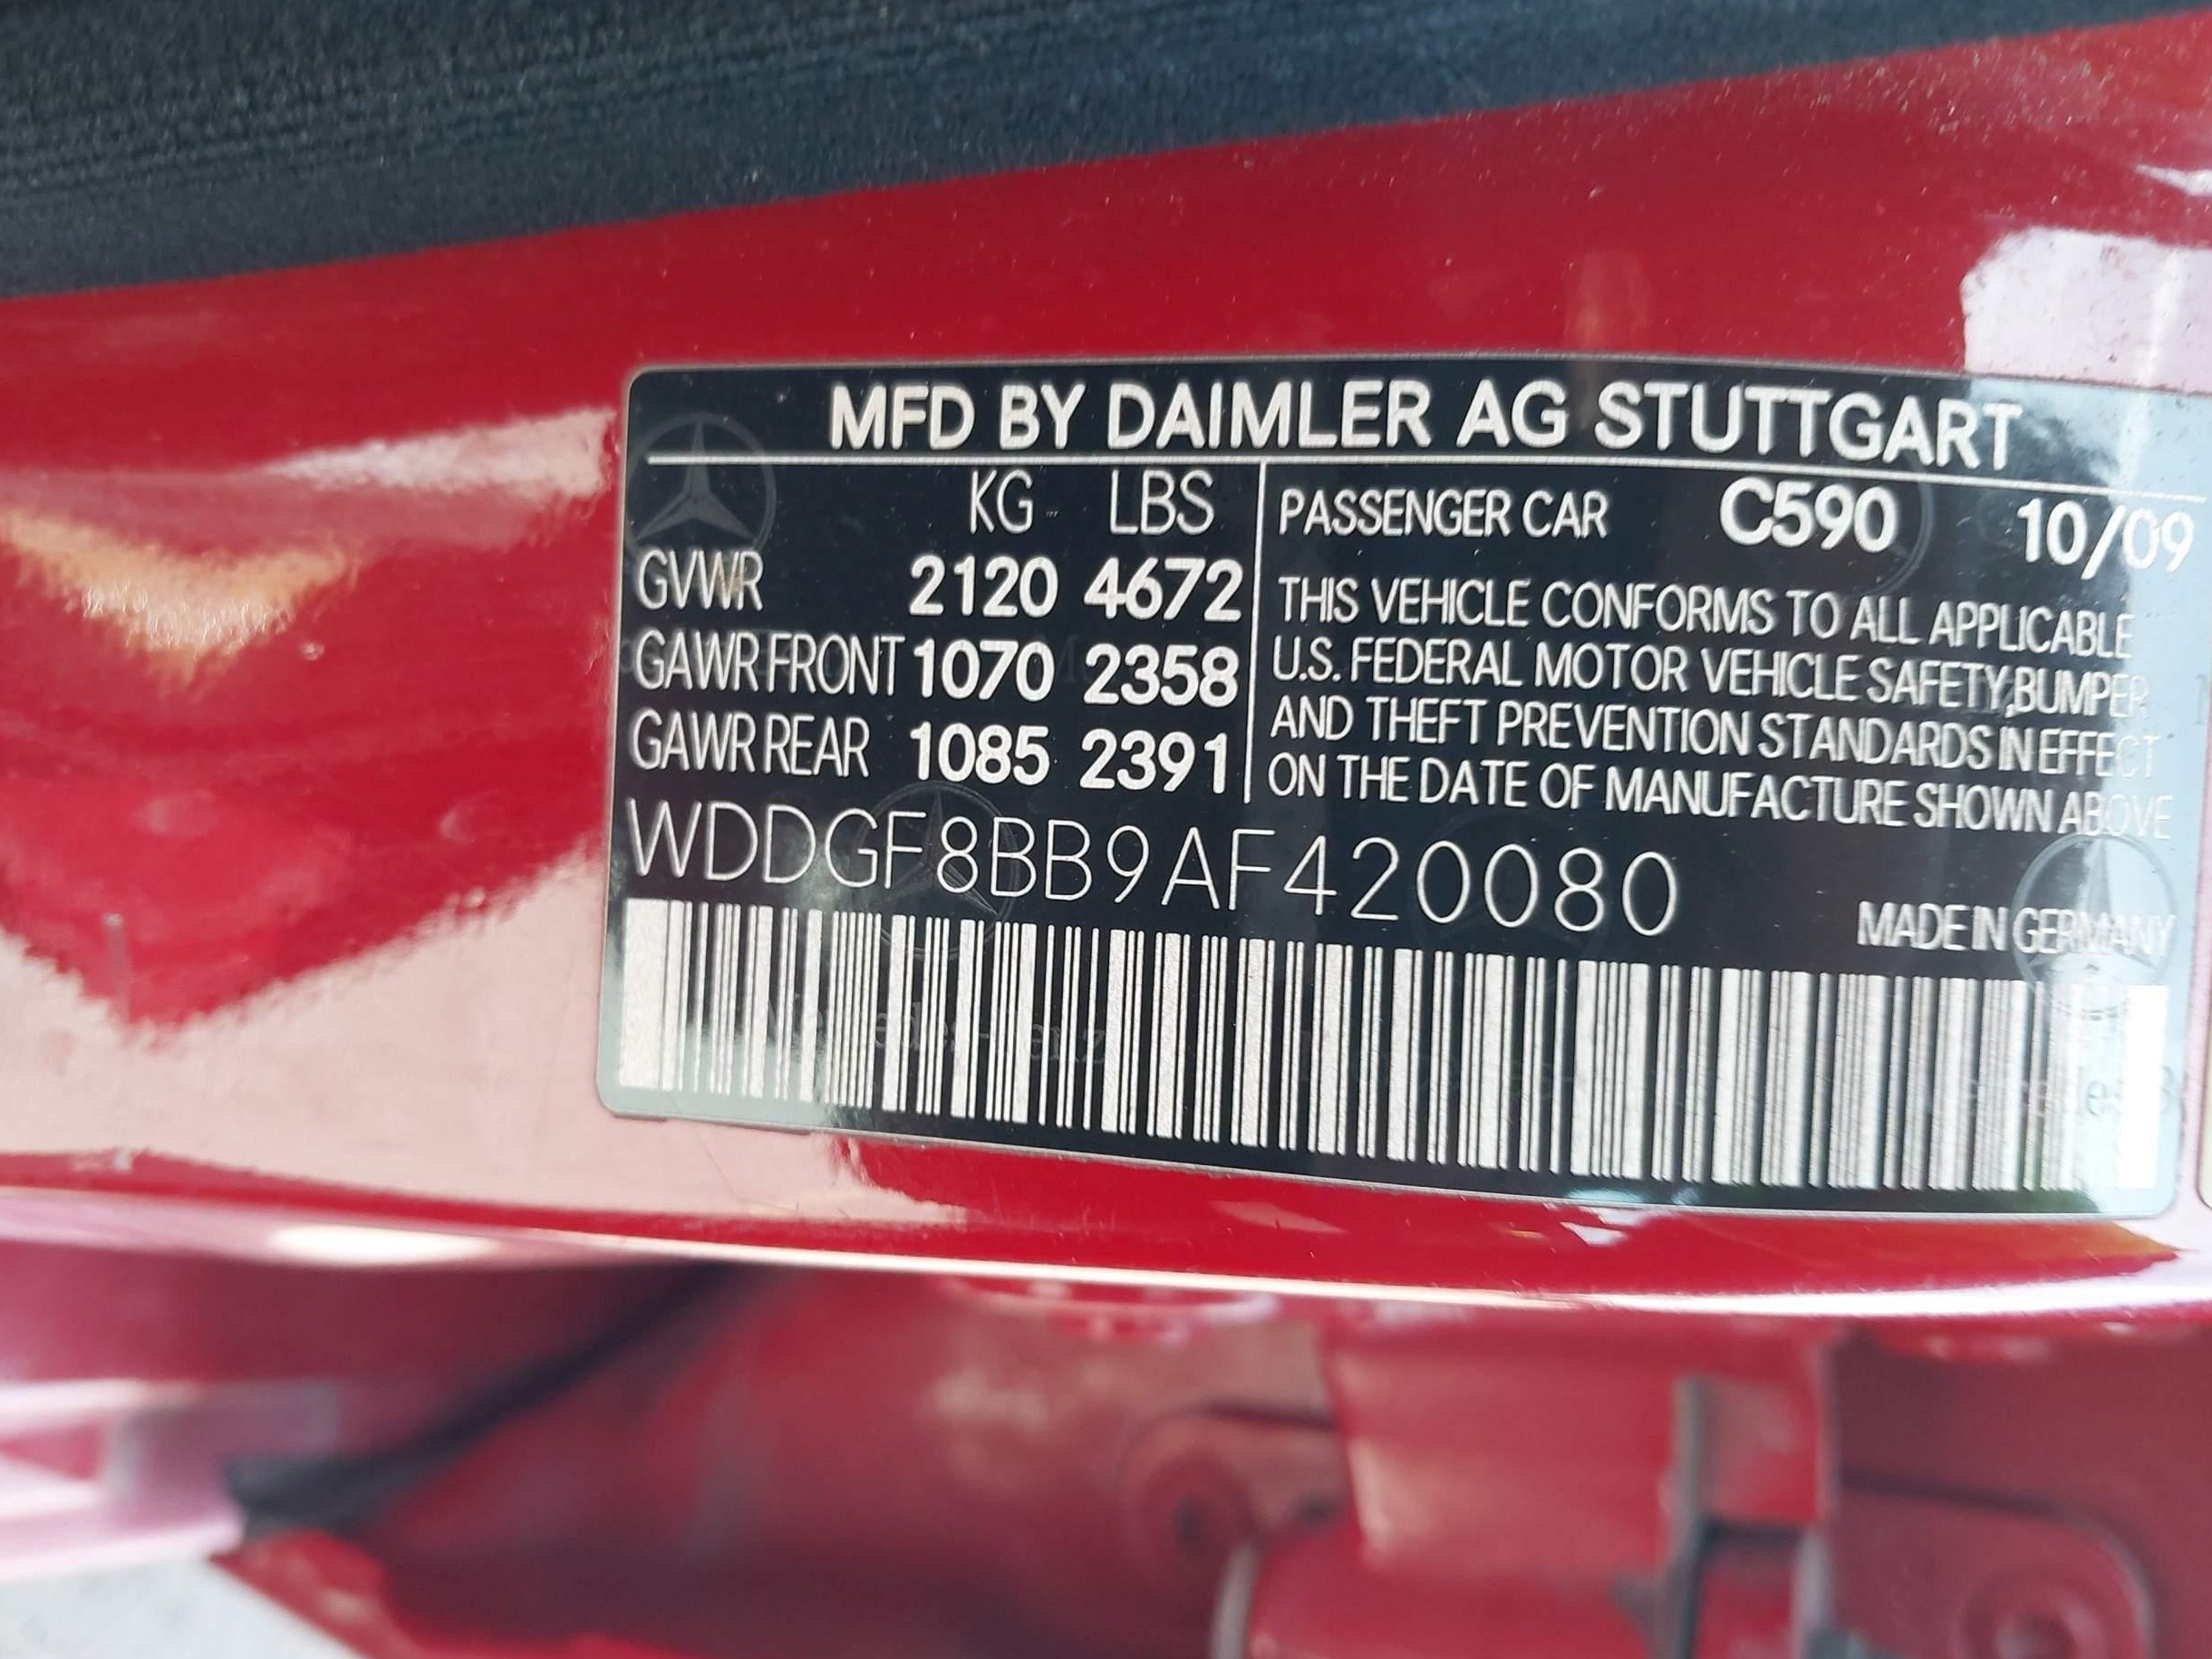 MFD BY DAIMLER AG STUTTGART
KG LBS
GVWR 2120 4672
GAWR FRONT 1070 2358
GAWR REAR 1085 2391
PASSENGER CAR C590 10/09
THIS VEHICLE CONFORMS TO ALL APPLICABLE
U.S. FEDERAL MOTOR VEHICLE SAFETY,BUMPER
AND THEFT PREVENTION STANDARDS IN EFFECT
ON THE DATE OF MANUFACTURE SHOWN ABOVE
WDDGF8BB9AF420080
MADE IN GERMANY
Mercedes-Benz